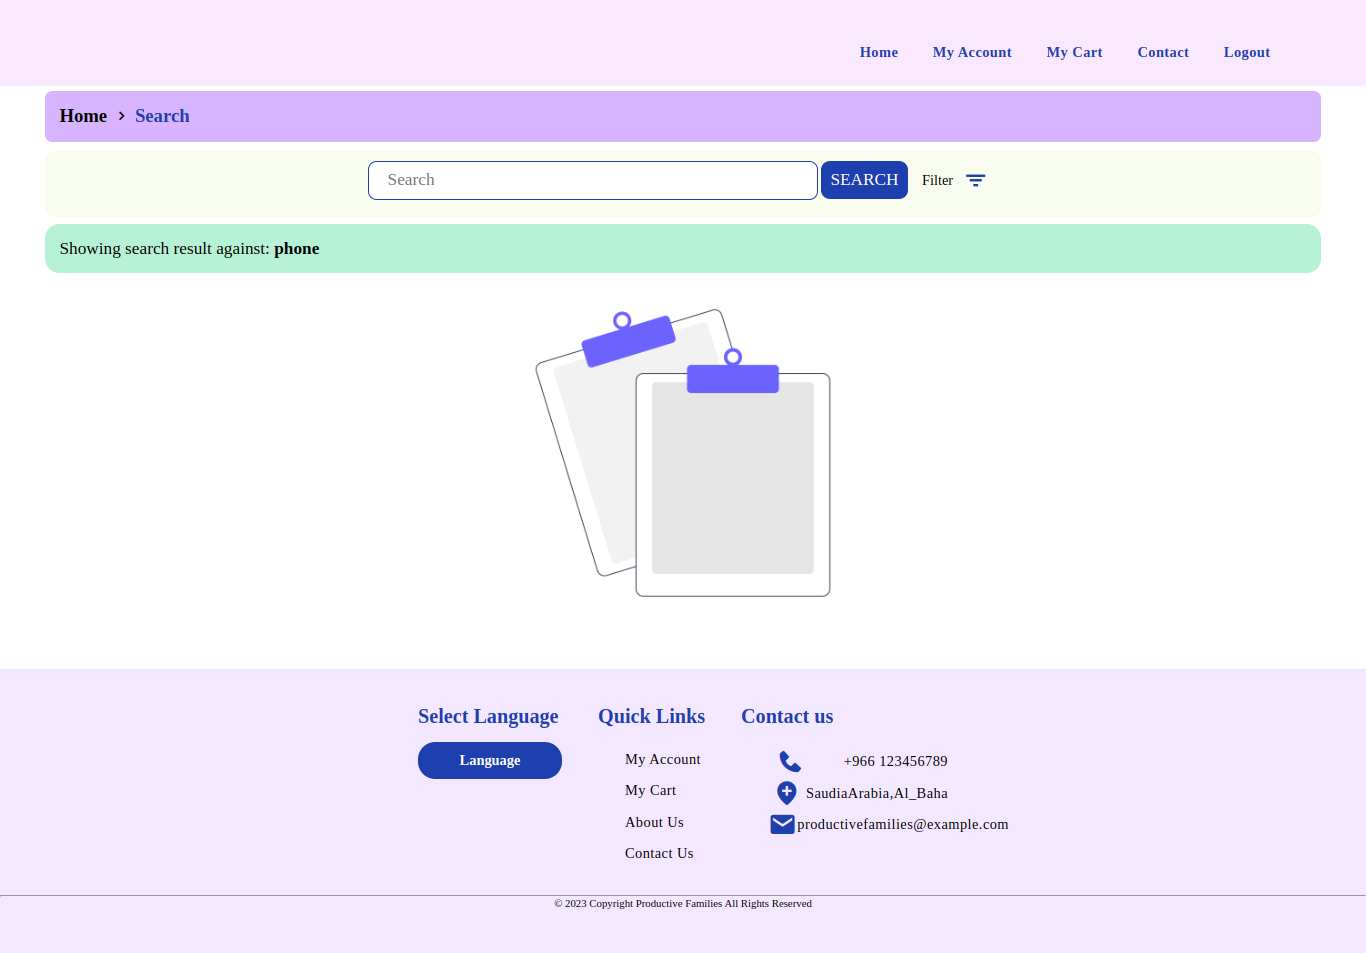 Home My Account My Cart Contact Logout
Home > Search
Search SEARCH Filter
Showing search result against: phone
Select Language
Language
Quick Links
My Account
My Cart
About Us
Contact Us
Contact us
+966 123456789
SaudiaArabia,Al_Baha
productivefamilies@example.com
© 2023 Copyright Productive Families All Rights Reserved